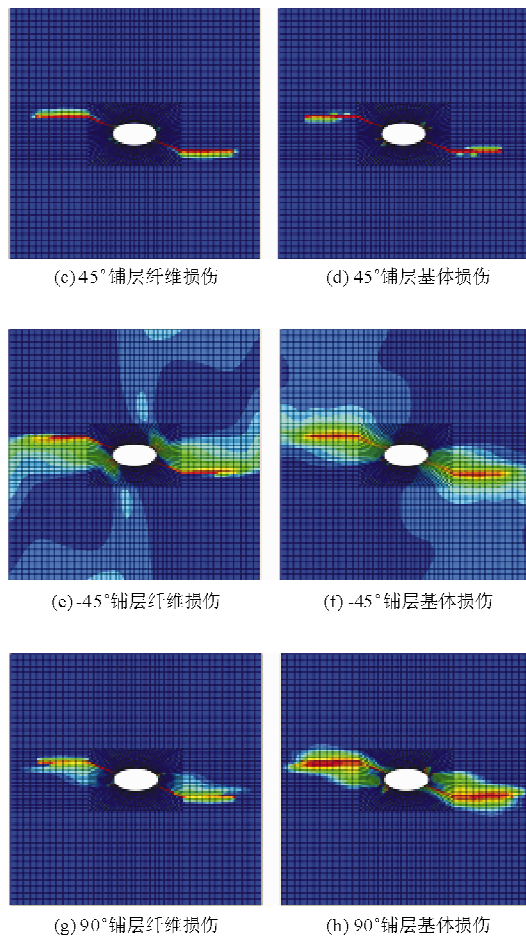 (c) 45°铺层纤维损伤
(d) 45°铺层基体损伤
(e) -45°铺层纤维损伤
(f) -45°铺层基体损伤
(g) 90°铺层纤维损伤
(h) 90°铺层基体损伤